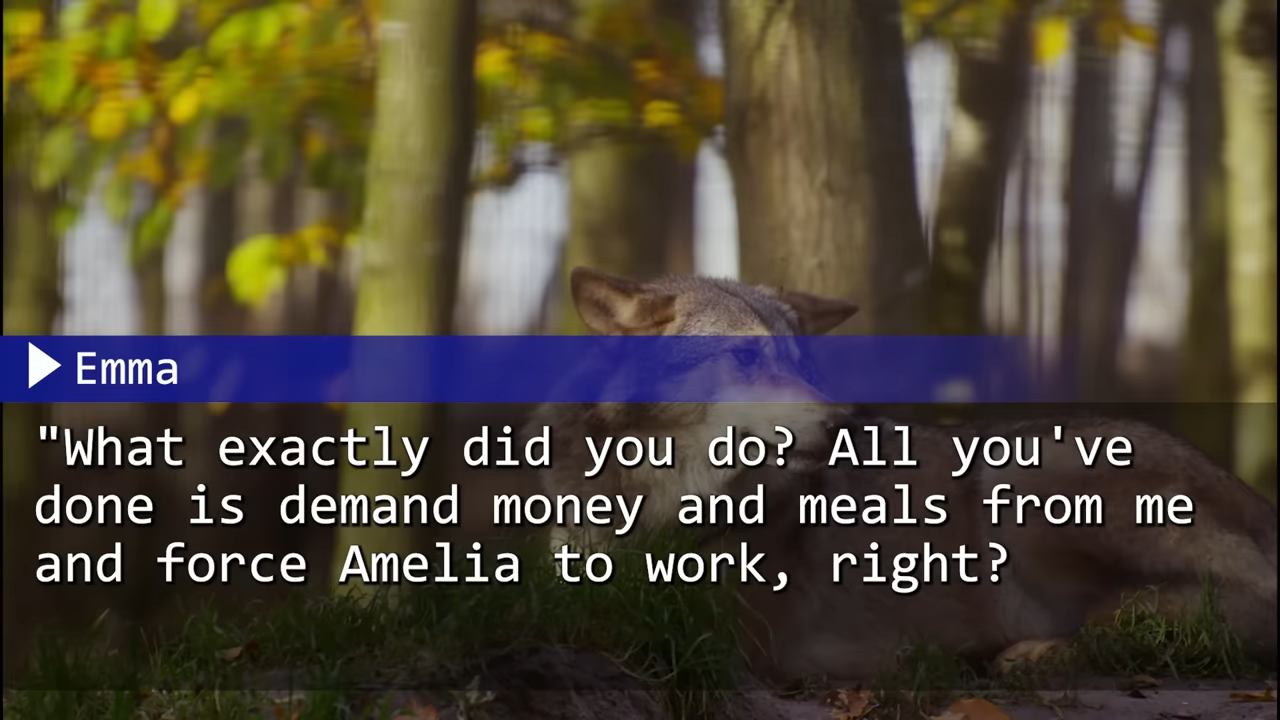 Emma
"What exactly did you do? All you've
done is demand money and meals from me
and force Amelia to work, right?